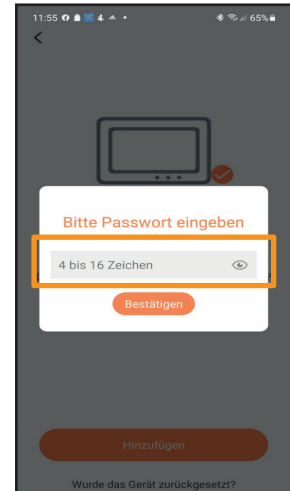 11:55 65%
Bitte Passwort eingeben
4 bis 16 Zeichen
?
Bestätigen
Hinzufügen
Wurde das Gerät zurückgesetzt?